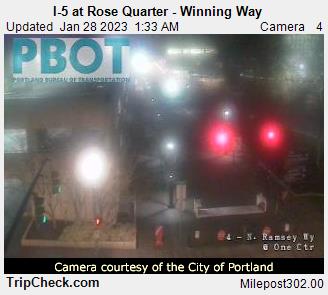 I-5 at Rose Quarter - Winning Way
Updated Jan 28 2023 1:33 AM Camera 4
PBOT
PORTLAND BUREAU OF TRANSPORTATION
4 - N. Ramsey Wy
@ One Ctr
Camera courtesy of the City of Portland
TripCheck.com Milepost302.00